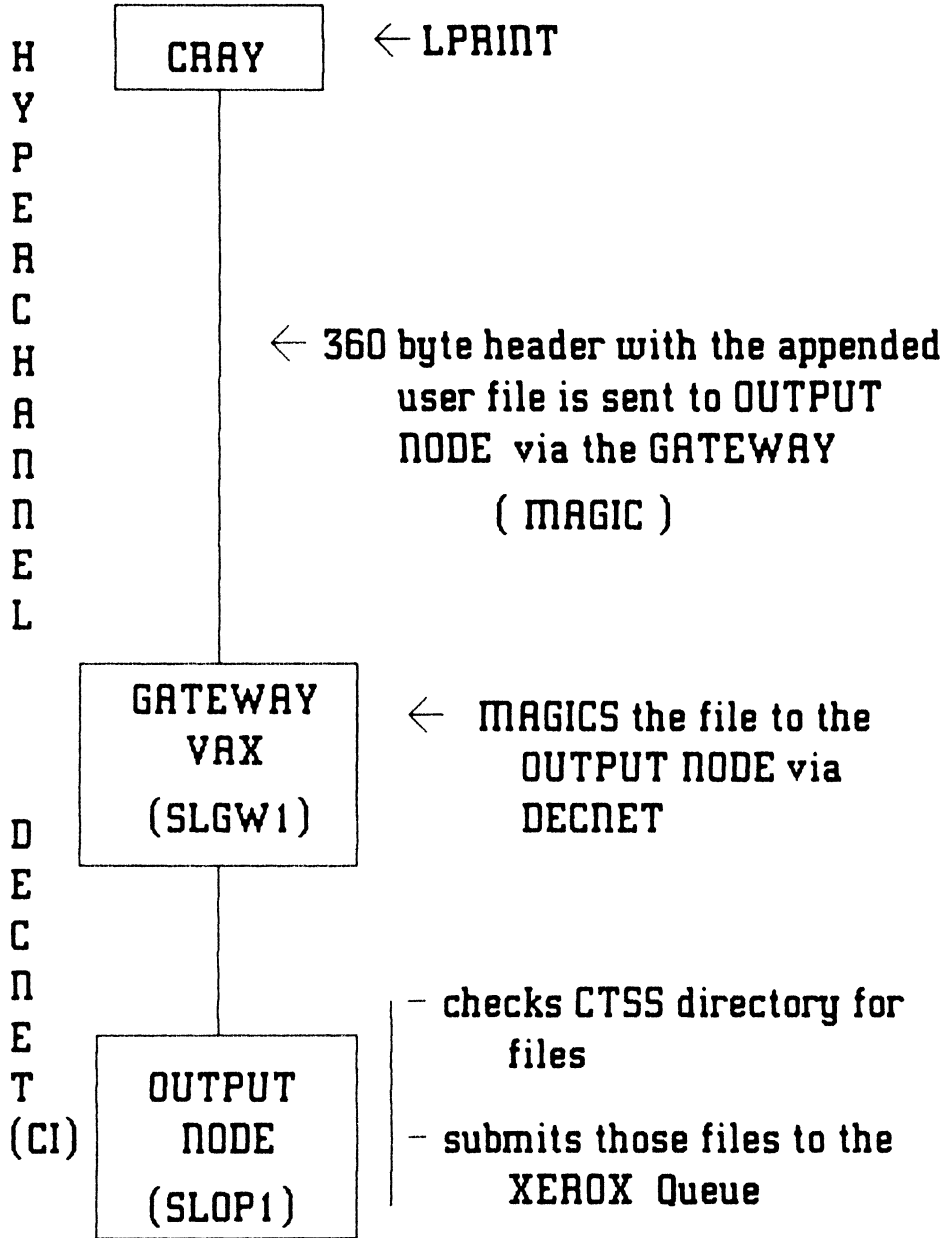 HYPERCHANNEL
CRAY
← LPRINT
← 360 byte header with the appended
user file is sent to OUTPUT
NODE via the GATEWAY
( MAGIC )
GATEWAY
VAX
(SLGW1)
← MAGICS the file to the
OUTPUT NODE via
DECNET
DECNET
(CI)
OUTPUT
NODE
(SLOP1)
- checks CTSS directory for
files
- submits those files to the
XEROX Queue